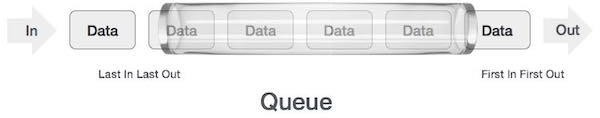 In Data Data Data Data Data Data Out
Last In Last Out First In First Out
Queue